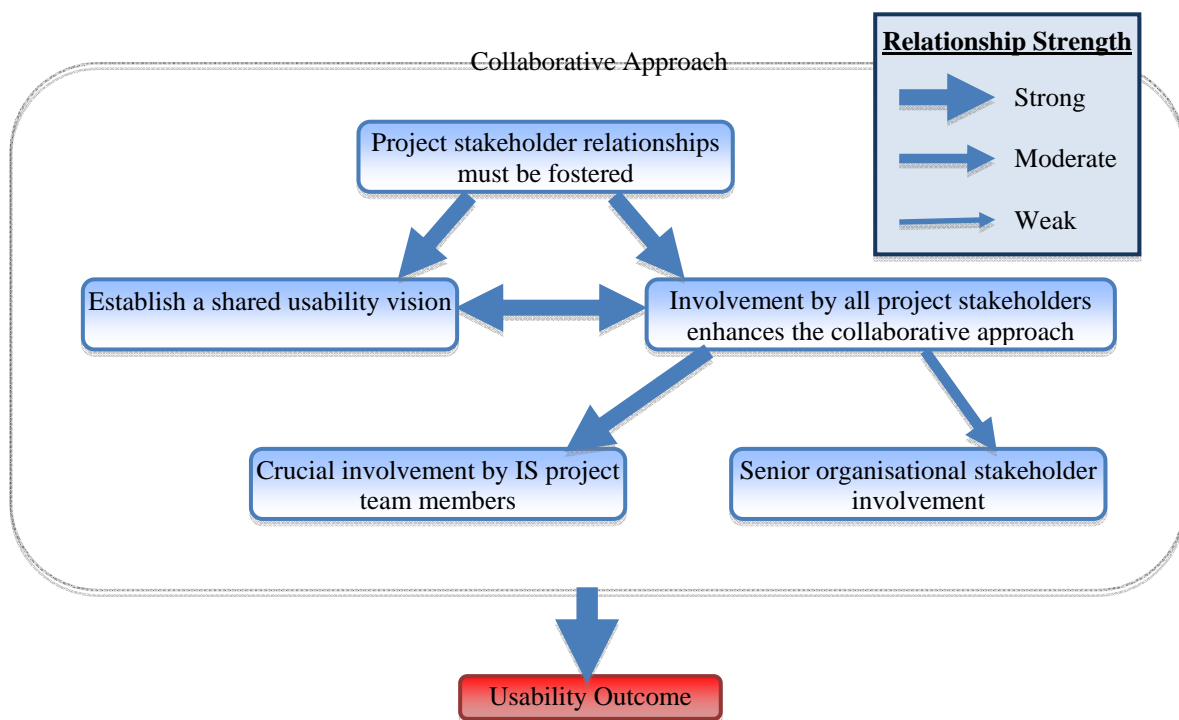 Relationship Strength
Strong
Moderate
Weak
Collaborative Approach
Project stakeholder relationships
must be fostered
Establish a shared usability vision
Involvement by all project stakeholders
enhances the collaborative approach
Crucial involvement by IS project
team members
Senior organisational stakeholder
involvement
Usability Outcome